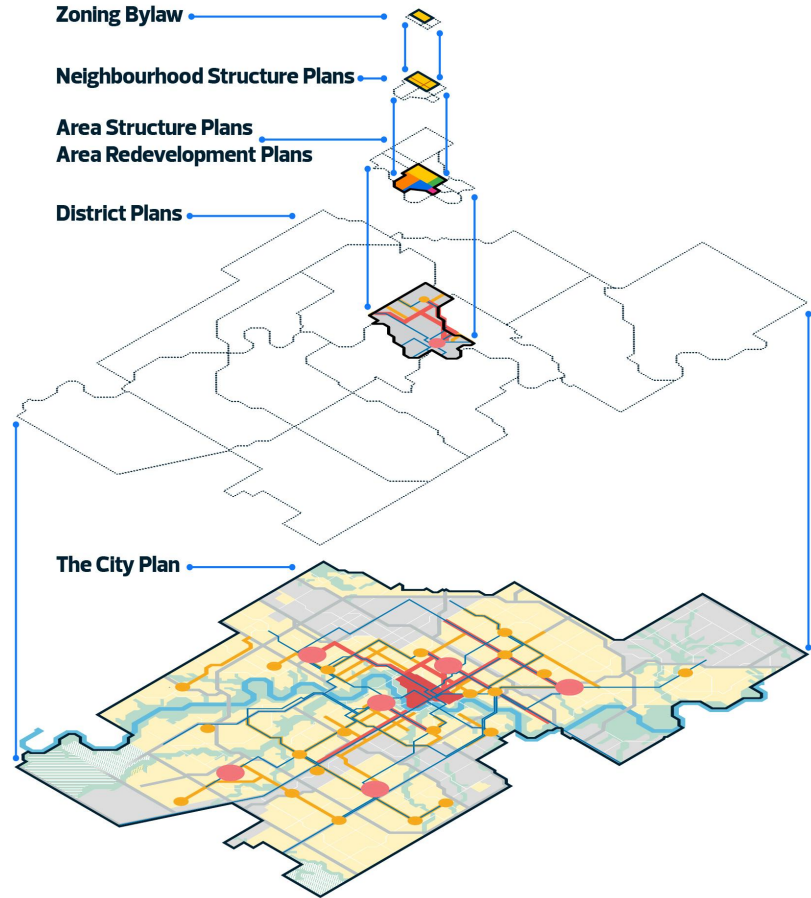 Zoning Bylaw
Neighbourhood Structure Plans
Area Structure Plans
Area Redevelopment Plans
District Plans
The City Plan